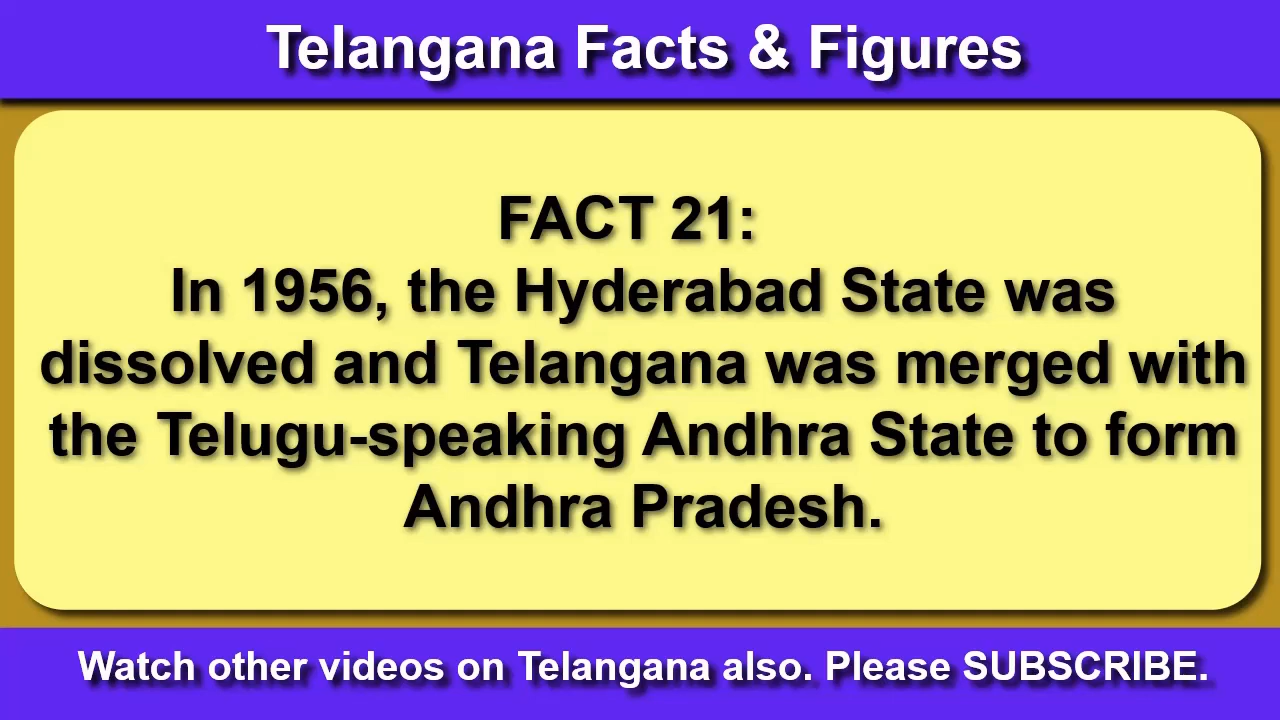 Telangana Facts & Figures
FACT 21:
In 1956, the Hyderabad State was
dissolved and Telangana was merged with
the Telugu-speaking Andhra State to form
Andhra Pradesh.
Watch other videos on Telangana also. Please SUBSCRIBE.